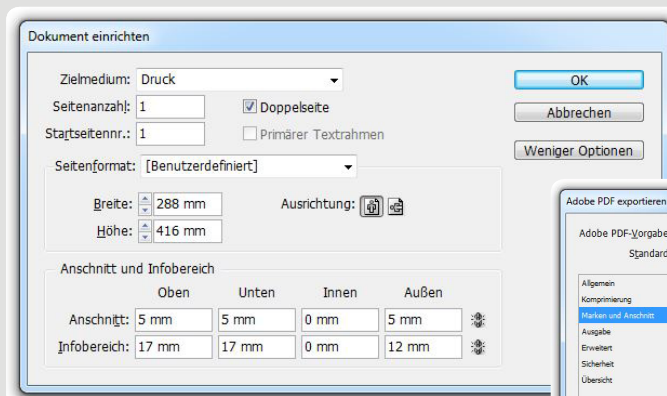 Dokument einrichten
Zielmedium: Druck
Seitenanzahl: 1
Doppelseite
Startseitennr.: 1
Primärer Textrahmen
Seitenformat: [Benutzerdefiniert]
Breite: 288 mm
Ausrichtung:
Höhe: 416 mm
Anschnitt und Infobereich
Oben Unten Innen Außen
Anschnitt: 5 mm 5 mm 0 mm 5 mm
Infobereich: 17 mm 17 mm 0 mm 12 mm
OK
Abbrechen
Weniger Optionen
Adobe PDF exportieren
Adobe PDF-Vorgabe
Standard
Allgemein
Komprimierung
Marken und Anschnitt
Ausgabe
Erweitert
Sicherheit
Übersicht